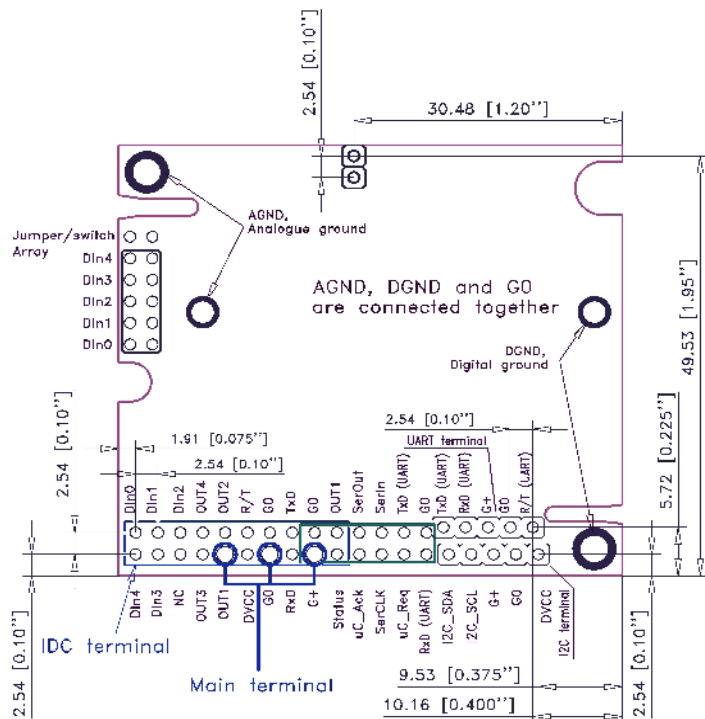 2.54 [0.10"]
30.48 [1.20"]
AGND,
Analogue ground
Jumper/switch
Array
DIn4
DIn3
DIn2
DIn1
DIn0
AGND, DGND and G0
are connected together
49.53 [1.95"]
DGND,
Digital ground
2.54 [0.10"]
UART terminal
1.91 [0.075"]
2.54 [0.10"]
2.54 [0.10"]
5.72 [0.225"]
DIn0
DIn1
DIn2
OUT4
OUT2
R/T
G0
TxD
G0
OUT1
SerOut
SerIn
TxD (UART)
G0
TxD (UART)
RxD (UART)
G+
G0
R/T (UART)
DIn4
DIn3
NC
OUT3
OUT1
DVCC
G0
RxD
G+
Status
uC_Ack
SerCLK
uC_Req
RxD (UART)
I2C_SDA
2C_SCL
G+
G0
DVCC
I2C terminal
IDC terminal
Main terminal
2.54 [0.10"]
9.53 [0.375"]
10.16 [0.400"]
2.54 [0.10"]